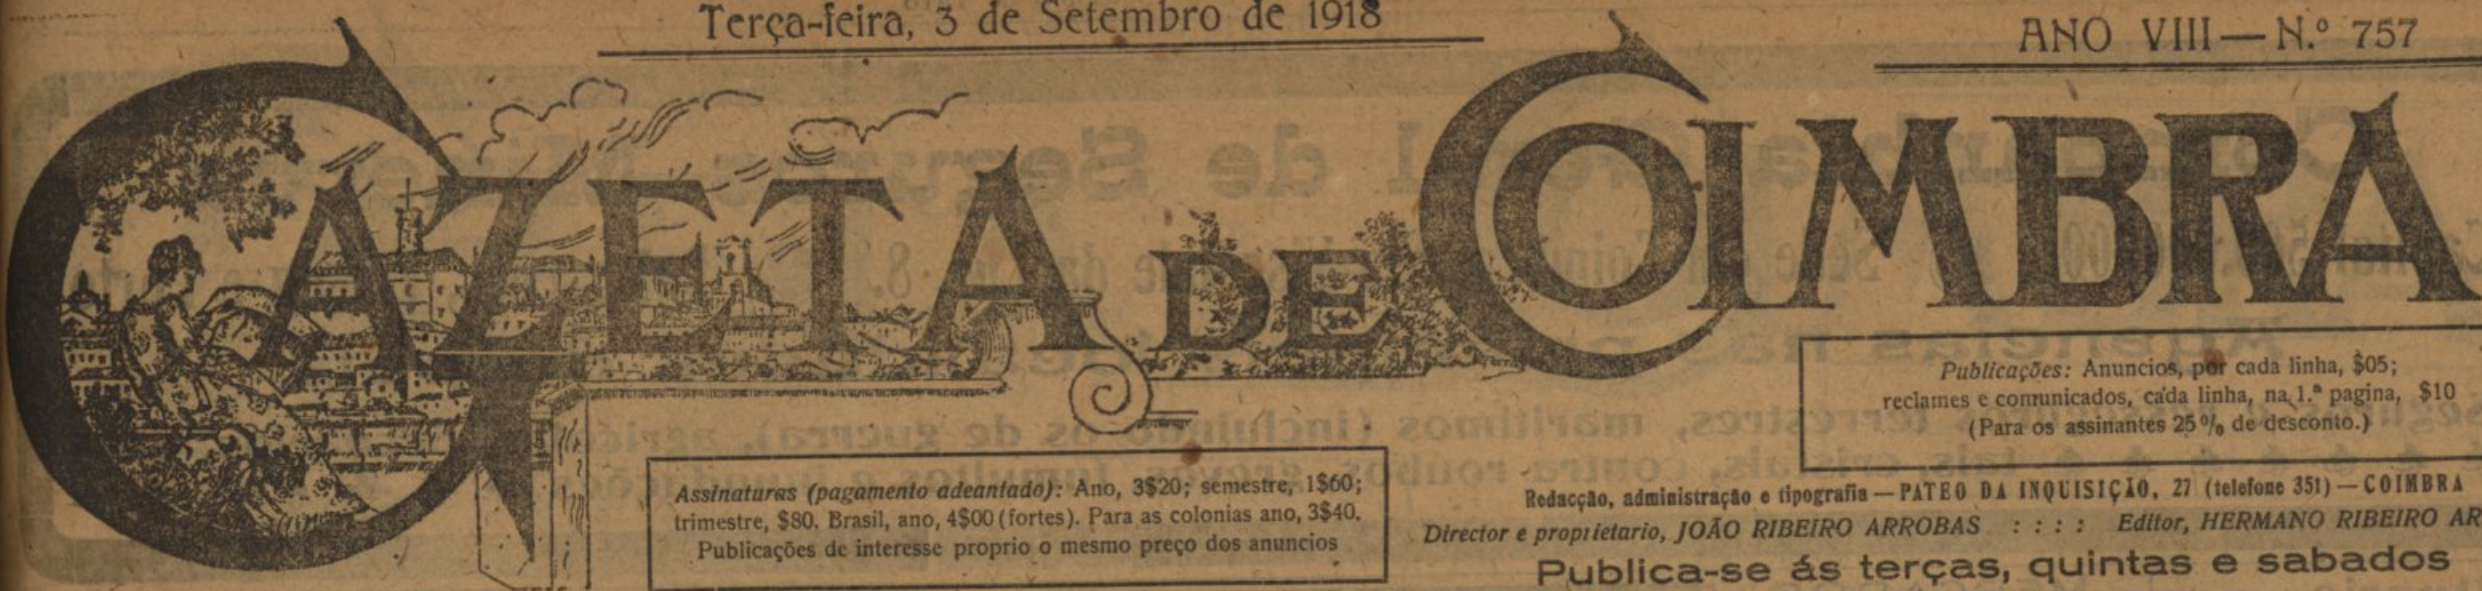 Terça-feira, 3 de Setembro de 1918
ANO VIII — N.º 757
GAZETA DE COIMBRA
Publicações: Anuncios, por cada linha, $05;
reclames e comunicados, cada linha, na 1.ª pagina, $10
(Para os assinantes 25 % de desconto.)
Assinaturas (pagamento adeantado): Ano, 3$20; semestre, 1$60;
trimestre, $80. Brasil, ano, 4$00 (fortes). Para as colonias ano, 3$40.
Publicações de interesse proprio o mesmo preço dos anuncios
Redacção, administração e tipografia — PATEO DA INQUISIÇÃO, 27 (telefone 351) — COIMBRA
Director e proprietario, JOÃO RIBEIRO ARROBAS : : : : Editor, HERMANO RIBEIRO AR
Publica-se ás terças, quintas e sabados